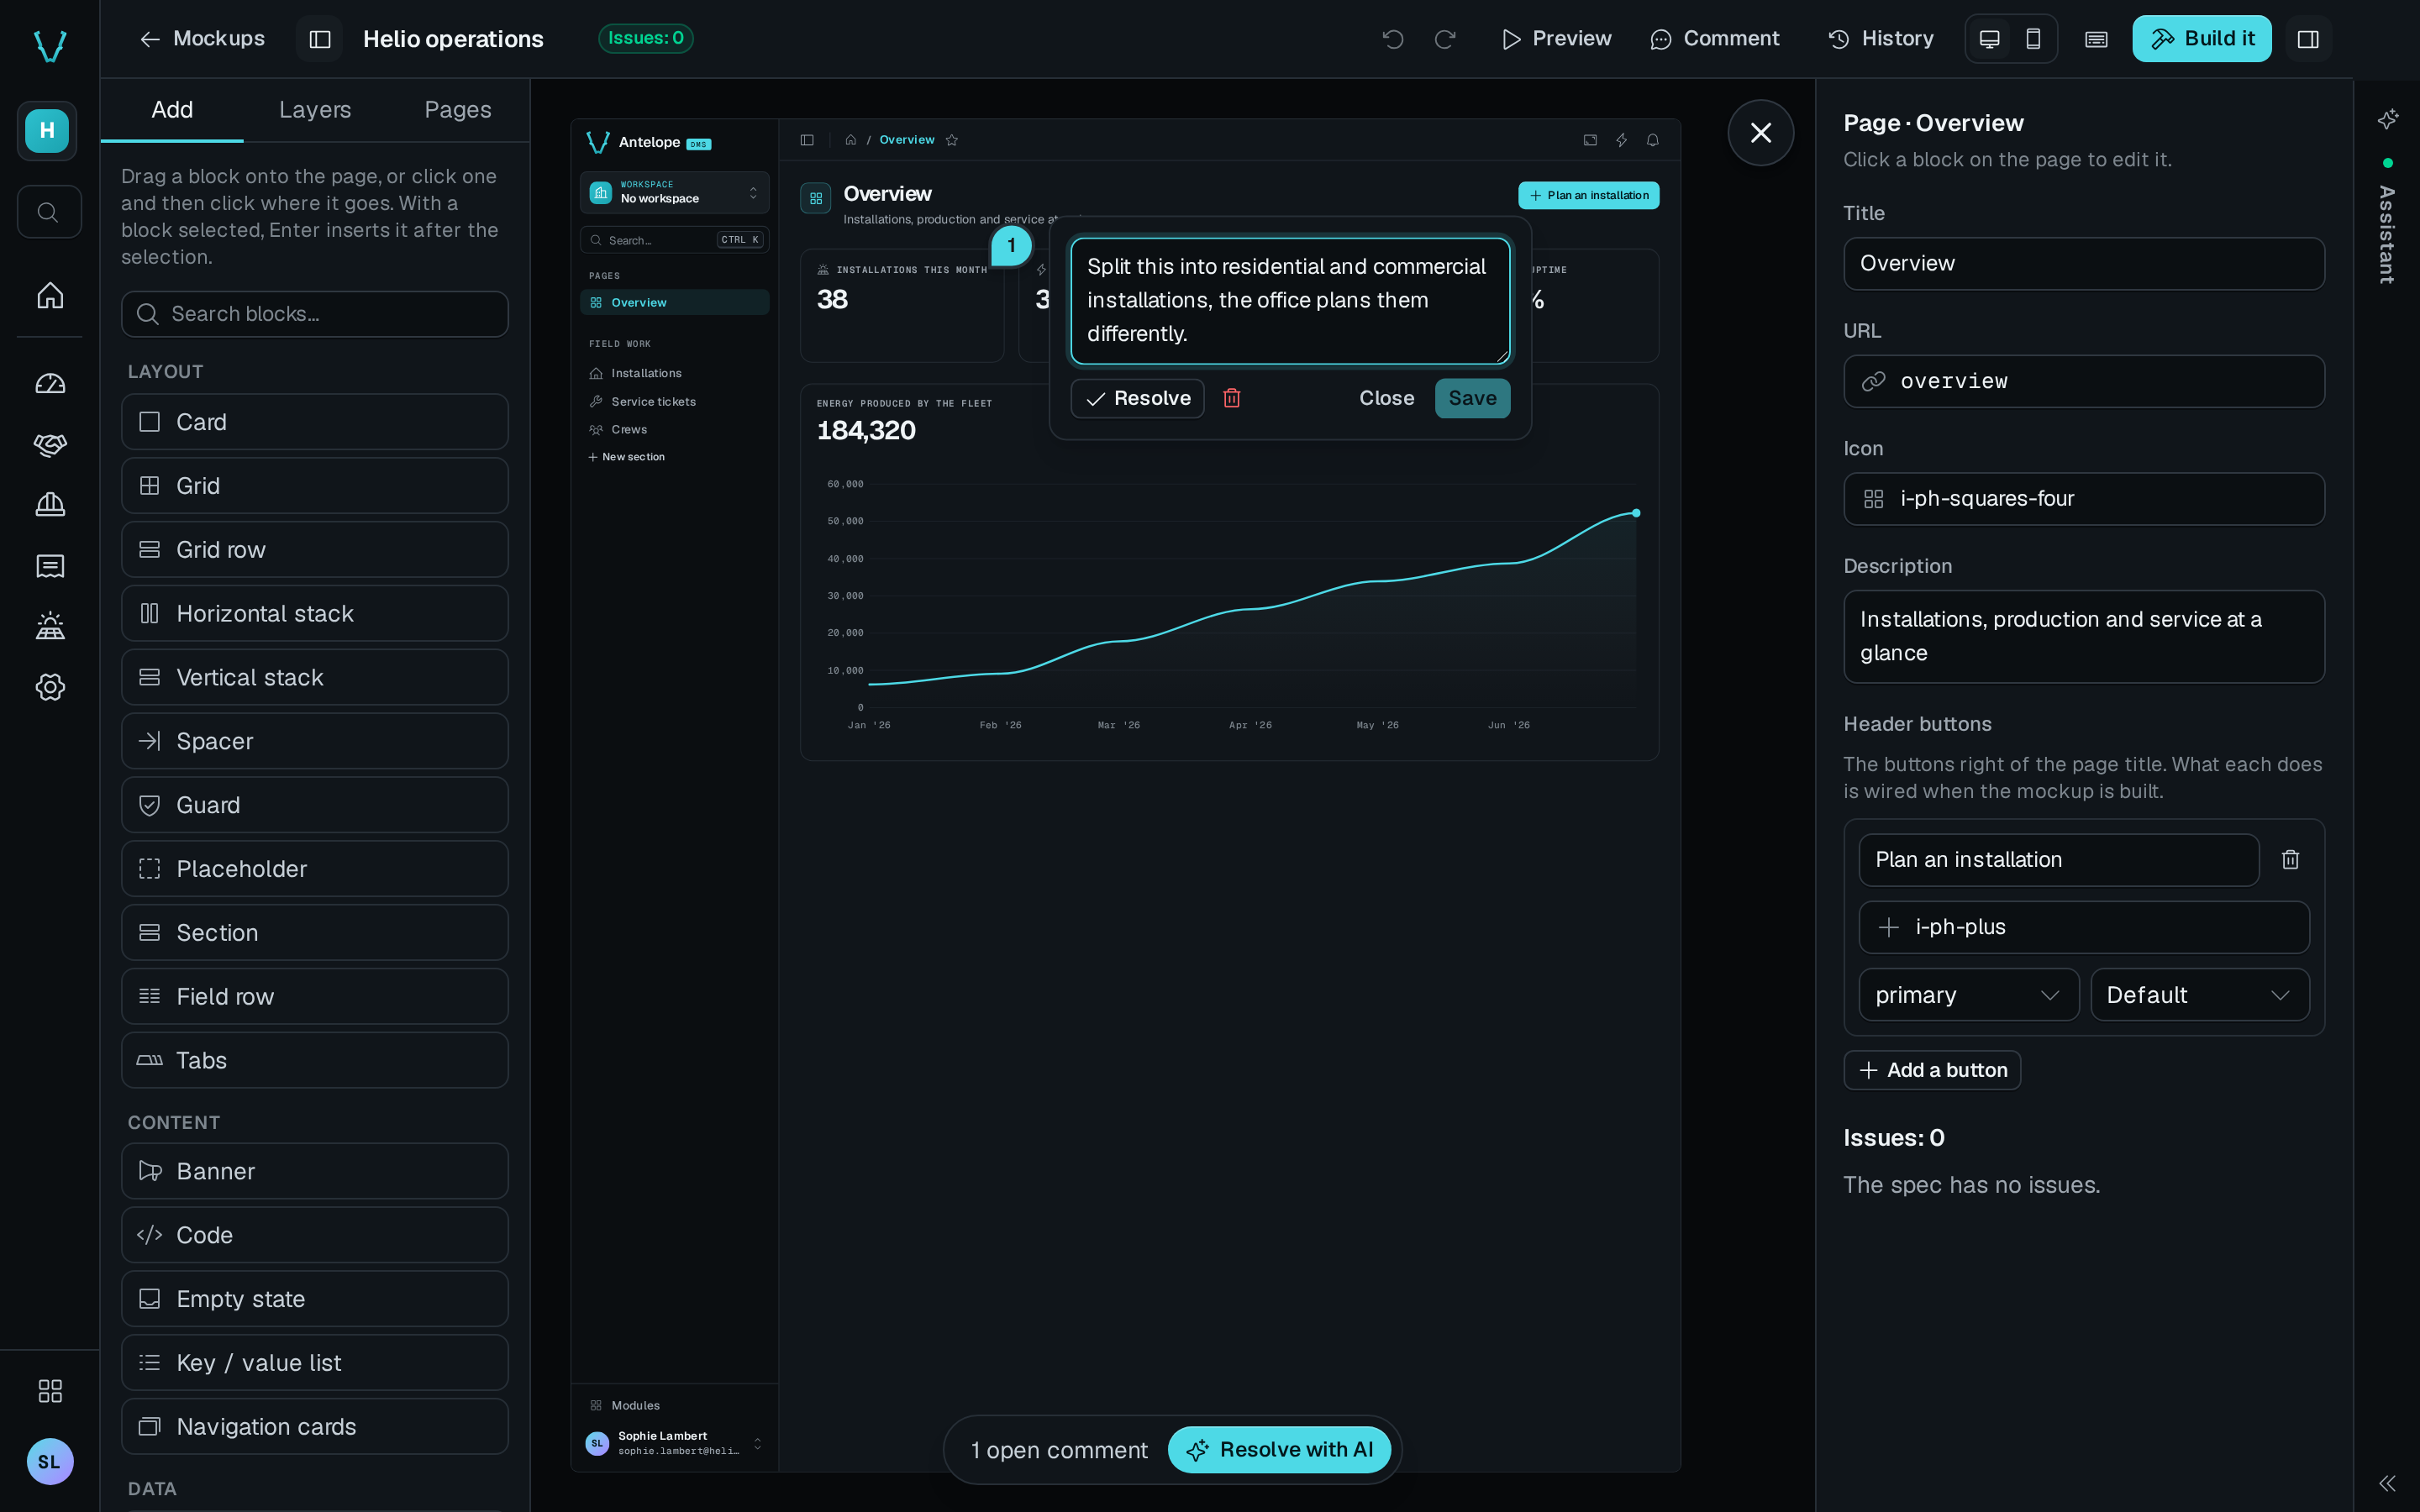 Mockups
Helio operations
Issues: 0
Preview
Comment
History
Build it
H
SL
Add
Layers
Pages
Drag a block onto the page, or click one
and then click where it goes. With a
block selected, Enter inserts it after the
selection.
Search blocks...
LAYOUT
Card
Grid
Grid row
Horizontal stack
Vertical stack
Spacer
Guard
Placeholder
Section
Field row
Tabs
CONTENT
Banner
Code
Empty state
Key / value list
Navigation cards
DATA
Antelope DMS
WORKSPACE
No workspace
Search... CTRL K
PAGES
Overview
FIELD WORK
Installations
Service tickets
Crews
New section
Modules
SL
Sophie Lambert
sophie.lambert@heli...
/ Overview
Overview
Installations, production and service at
Plan an installation
1
INSTALLATIONS THIS MONTH
38
Split this into residential and commercial
installations, the office plans them
differently.
Resolve
Close
Save
ENERGY PRODUCED BY THE FLEET
184,320
60,000
50,000
40,000
30,000
20,000
10,000
0
Jan '26
Feb '26
Mar '26
Apr '26
May '26
Jun '26
1 open comment
Resolve with AI
Page · Overview
Click a block on the page to edit it.
Title
Overview
URL
overview
Icon
i-ph-squares-four
Description
Installations, production and service at a
glance
Header buttons
The buttons right of the page title. What each does
is wired when the mockup is built.
Plan an installation
i-ph-plus
primary
Default
Add a button
Issues: 0
The spec has no issues.
Assistant